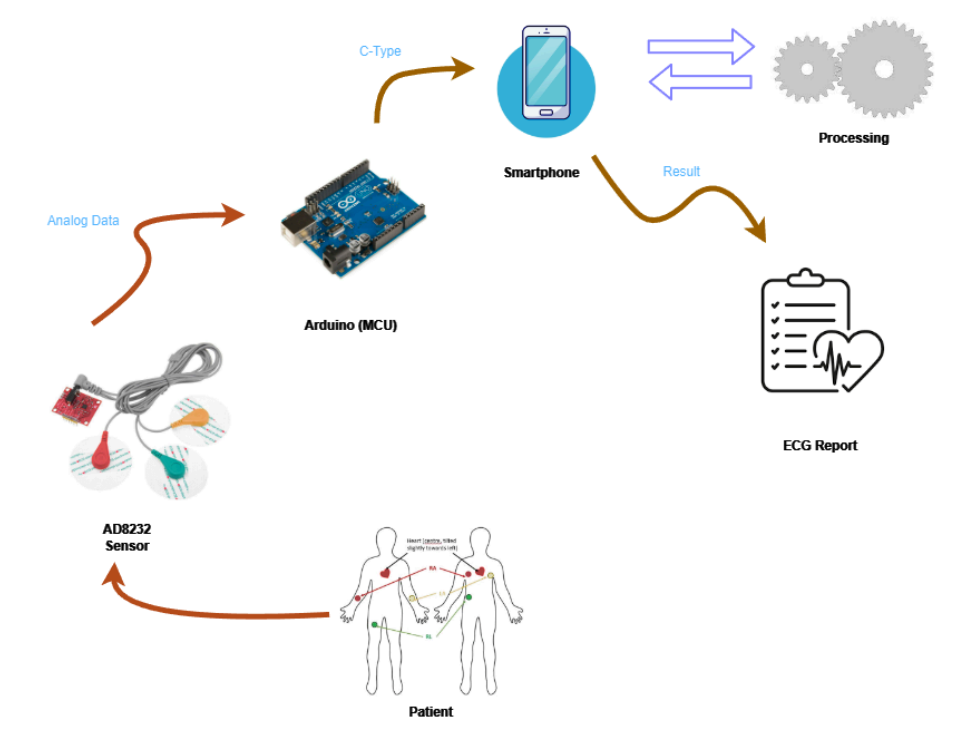 C-Type
Processing
Smartphone
Result
Analog Data
Arduino (MCU)
ECG Report
AD8232
Sensor
Heart (centre, tilted
slightly towards left)
RA
LA
RL
Patient